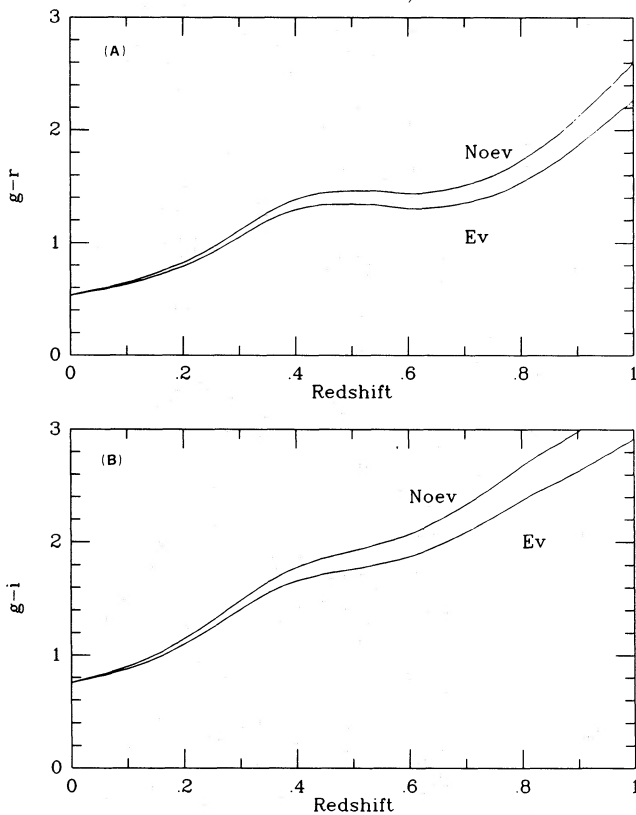 3
(A)
2
Noev
g-r
1
Ev
0
0 .2 .4 .6 .8 1
Redshift
3
(B)
Noev
2
Ev
g-i
1
0
0 .2 .4 .6 .8 1
Redshift